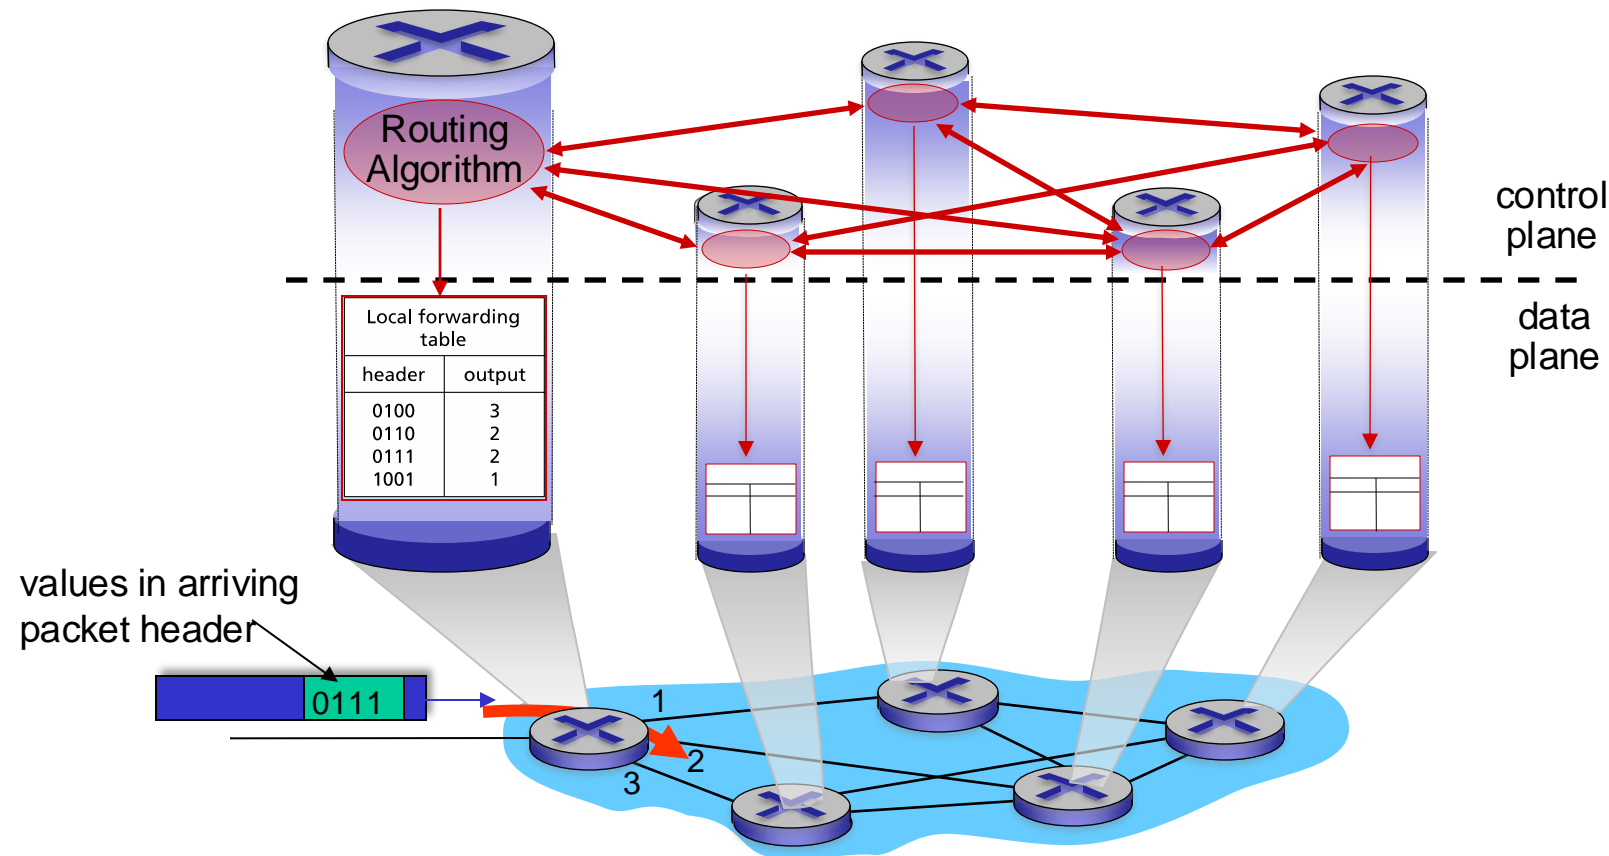 Routing
Algorithm
control
plane
data
plane
Local forwarding
table
header output
0100 3
0110 2
0111 2
1001 1
values in arriving
packet header
0111
1
2
3